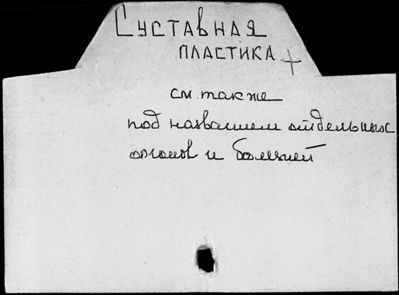 Суставная
пластика +
см. также
под названием отдельных
органов и болезней